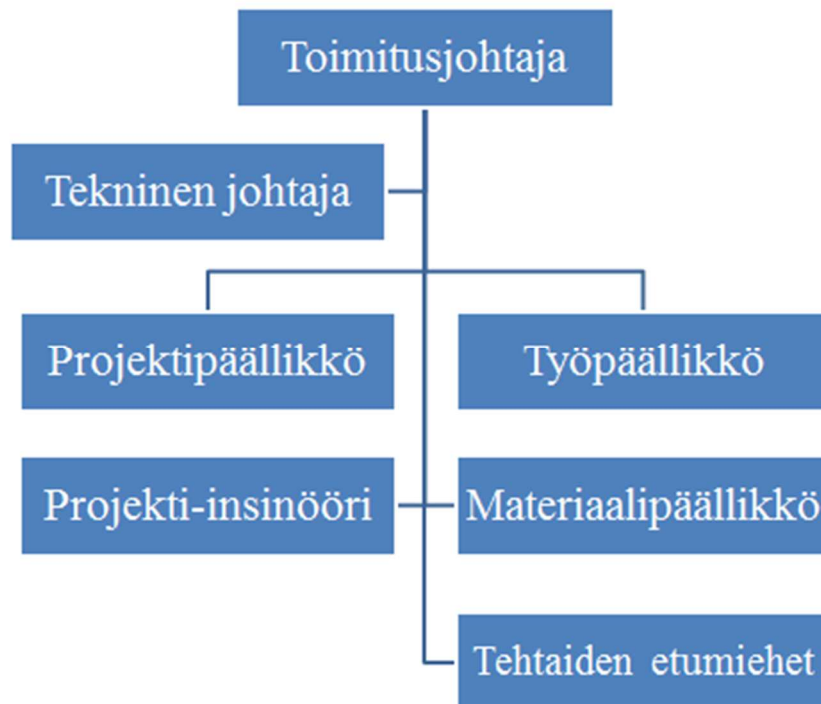 Toimitusjohtaja
Tekninen johtaja
Projektipäällikkö
Työpäällikkö
Projekti-insinööri
Materiaalipäällikkö
Tehtaiden etumiehet